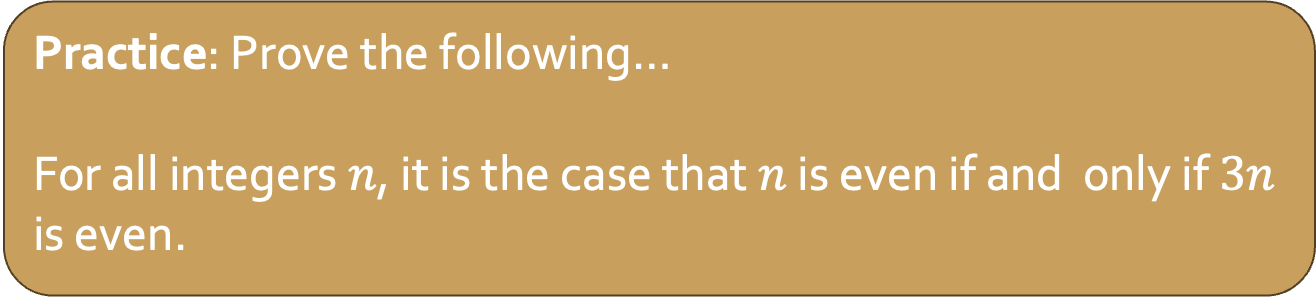 Practice: Prove the following…
For all integers 𝑛, it is the case that 𝑛 is even if and  only if 3𝑛
is even.